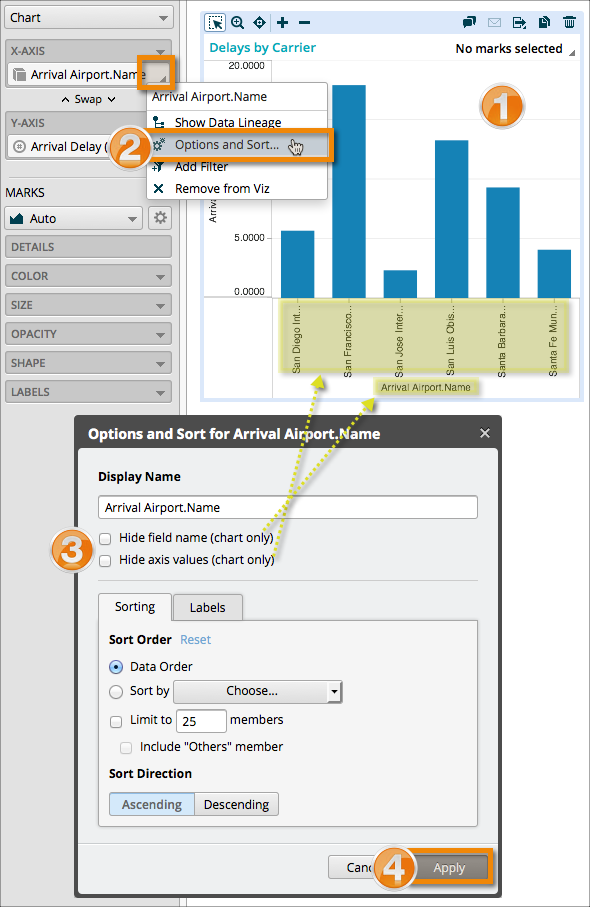 Chart
X-AXIS
Arrival Airport.Name
Swap
Y-AXIS
Arrival Delay (
MARKS
Auto
DETAILS
COLOR
SIZE
OPACITY
SHAPE
LABELS
Arrival Airport.Name
Show Data Lineage
2
Options and Sort...
Add Filter
Remove from Viz
Delays by Carrier
No marks selected
1
20.0000
5.0000
0.0000
San Diego Int...
San Francisco...
San Jose Inter...
San Luis Obis...
Santa Barbara...
Santa Fe Mun...
Arrival Airport.Name
Options and Sort for Arrival Airport.Name
Display Name
Arrival Airport.Name
3
Hide field name (chart only)
Hide axis values (chart only)
Sorting
Labels
Sort Order Reset
Data Order
Sort by Choose...
Limit to 25 members
Include "Others" member
Sort Direction
Ascending Descending
Canc
4
Apply